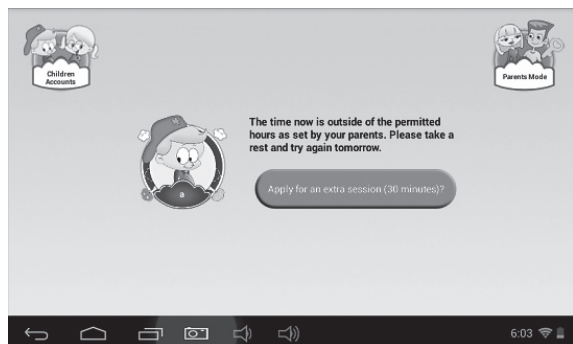 Children
Accounts
Parents Mode
The time now is outside of the permitted
hours as set by your parents. Please take a
rest and try again tomorrow.
a
Apply for an extra session (30 minutes)?
6:03